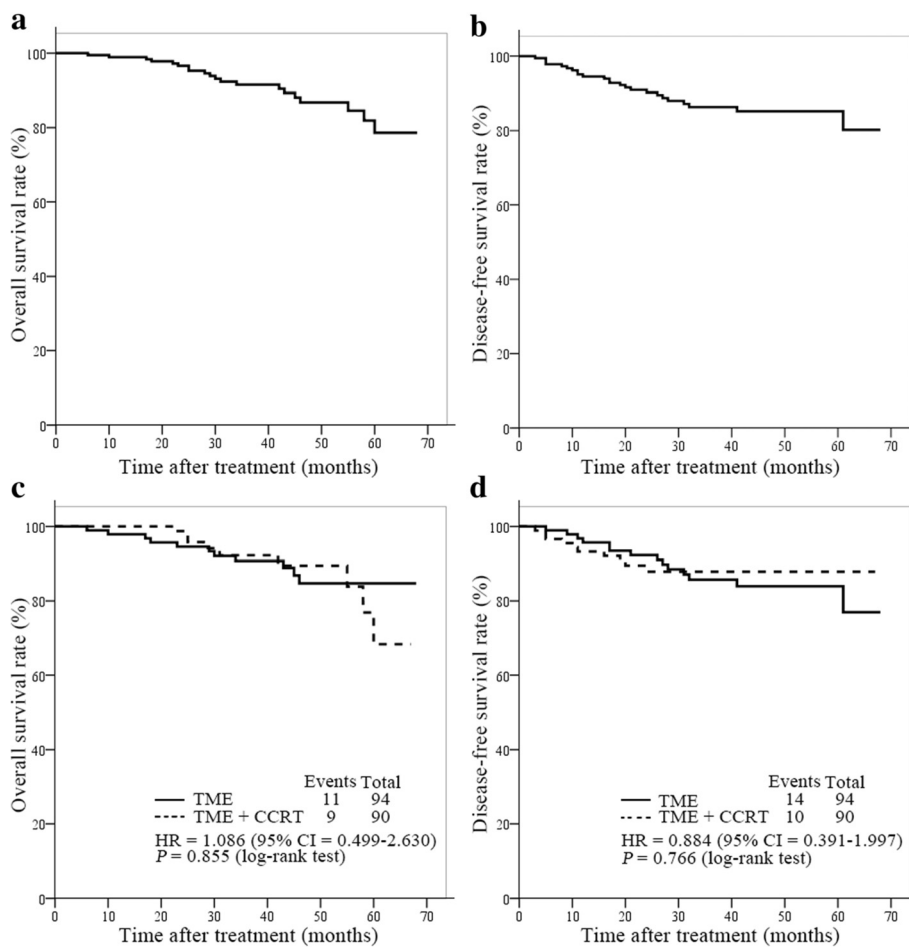 a
Overall survival rate (%)
100
80
60
40
20
0
0 10 20 30 40 50 60 70
Time after treatment (months)
b
Disease-free survival rate (%)
100
80
60
40
20
0
0 10 20 30 40 50 60 70
Time after treatment (months)
c
Overall survival rate (%)
100
80
60
40
20
0
Events Total
TME 11 94
TME + CCRT 9 90
HR = 1.086 (95% CI = 0.499-2.630)
P = 0.855 (log-rank test)
0 10 20 30 40 50 60 70
Time after treatment (months)
d
Disease-free survival rate (%)
100
80
60
40
20
0
Events Total
TME 14 94
TME + CCRT 10 90
HR = 0.884 (95% CI = 0.391-1.997)
P = 0.766 (log-rank test)
0 10 20 30 40 50 60 70
Time after treatment (months)